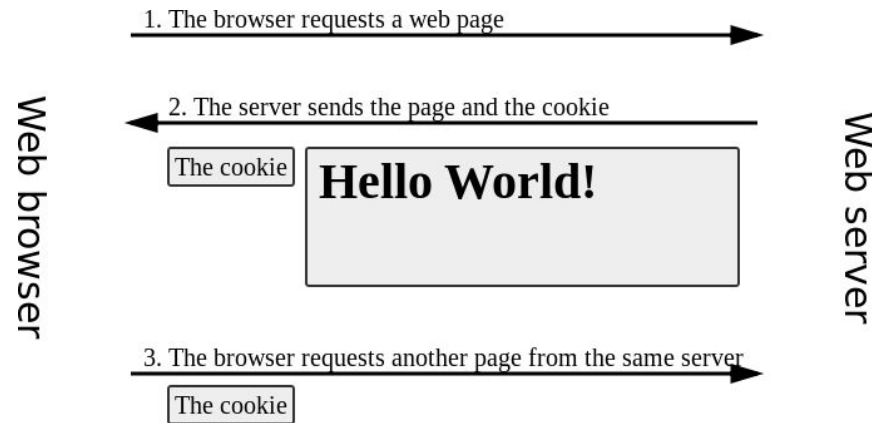 1. The browser requests a web page
2. The server sends the page and the cookie
Web browser
Web server
The cookie
Hello World!
3. The browser requests another page from the same server
The cookie